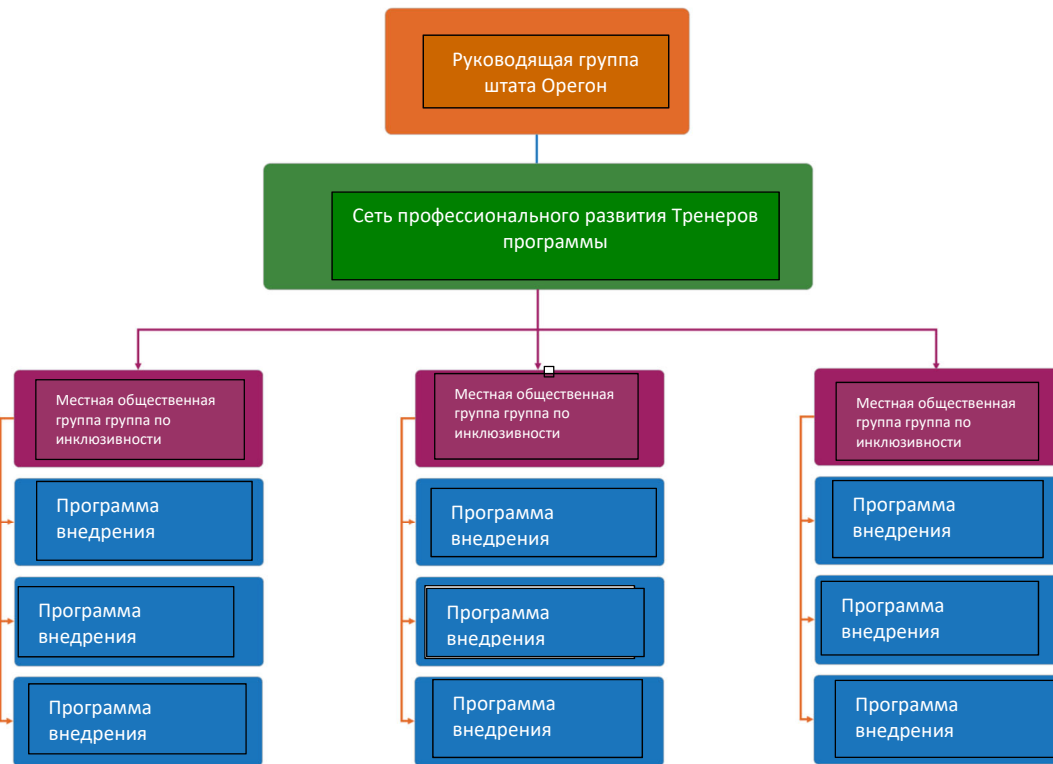 Руководящая группа
штата Орегон
Сеть профессионального развития Тренеров
программы
Местная общественная
группа группа по
инклюзивности
Программа
внедрения
Программа
внедрения
Программа
внедрения
Местная общественная
группа группа по
инклюзивности
Программа
внедрения
Программа
внедрения
Программа
внедрения
Местная общественная
группа группа по
инклюзивности
Программа
внедрения
Программа
внедрения
Программа
внедрения